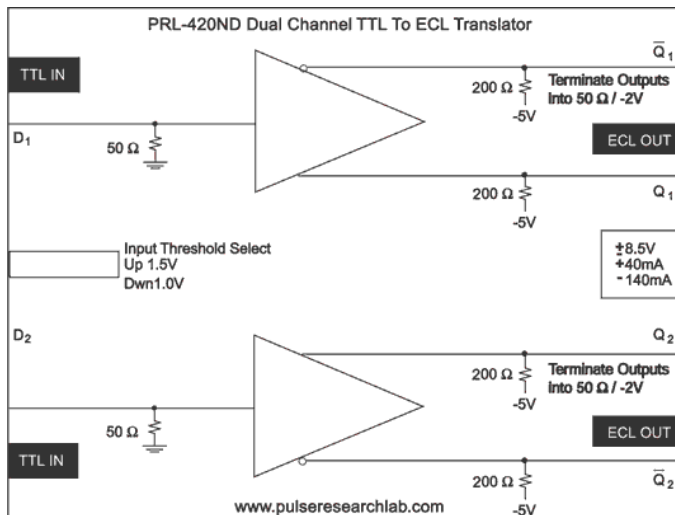 PRL-420ND Dual Channel TTL To ECL Translator
Q̅1
TTL IN
200 Ω
Terminate Outputs
Into 50 Ω / -2V
-5V
D1
50 Ω
ECL OUT
200 Ω
Q1
-5V
Input Threshold Select
Up 1.5V
Dwn1.0V
±8.5V
+40mA
-140mA
D2
Q2
200 Ω
Terminate Outputs
Into 50 Ω / -2V
-5V
50 Ω
ECL OUT
TTL IN
200 Ω
Q̅2
-5V
www.pulseresearchlab.com